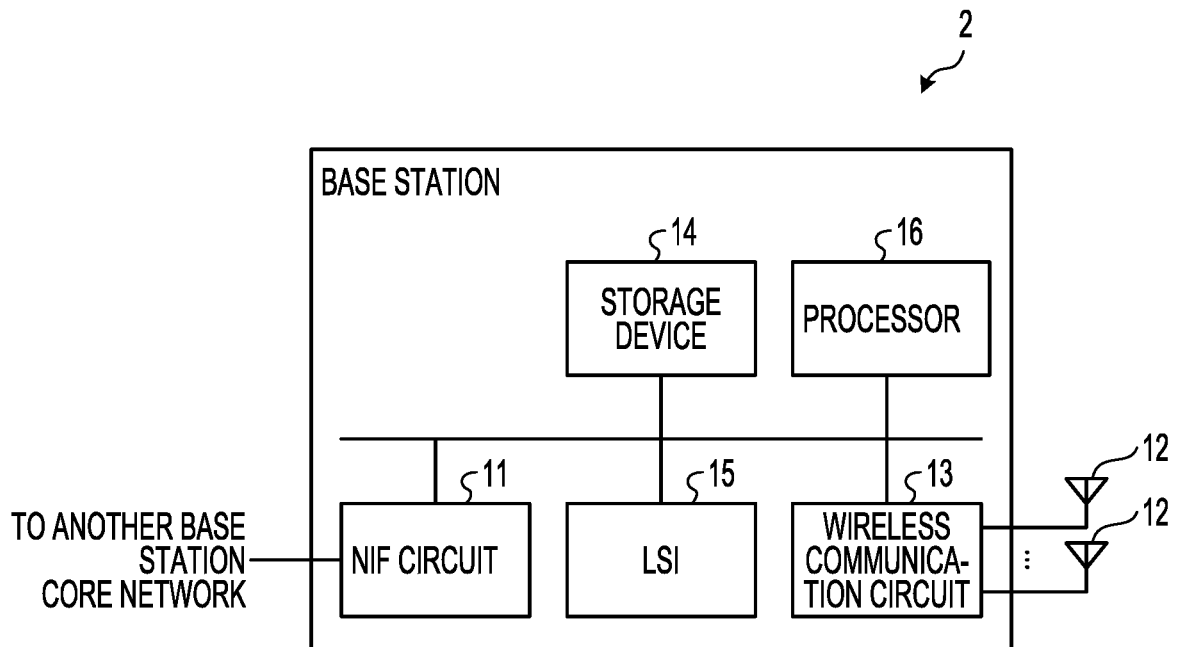 2
BASE STATION
14
STORAGE
DEVICE
16
PROCESSOR
11
NIF CIRCUIT
15
LSI
13
WIRELESS
COMMUNICA-
TION CIRCUIT
12
12
...
TO ANOTHER BASE
STATION
CORE NETWORK